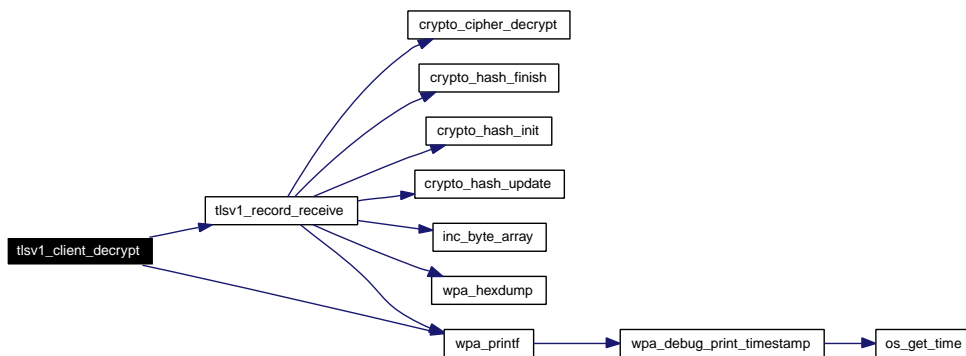 crypto_cipher_decrypt
crypto_hash_finish
crypto_hash_init
crypto_hash_update
tlsv1_record_receive
inc_byte_array
tlsv1_client_decrypt
wpa_hexdump
wpa_printf
wpa_debug_print_timestamp
os_get_time